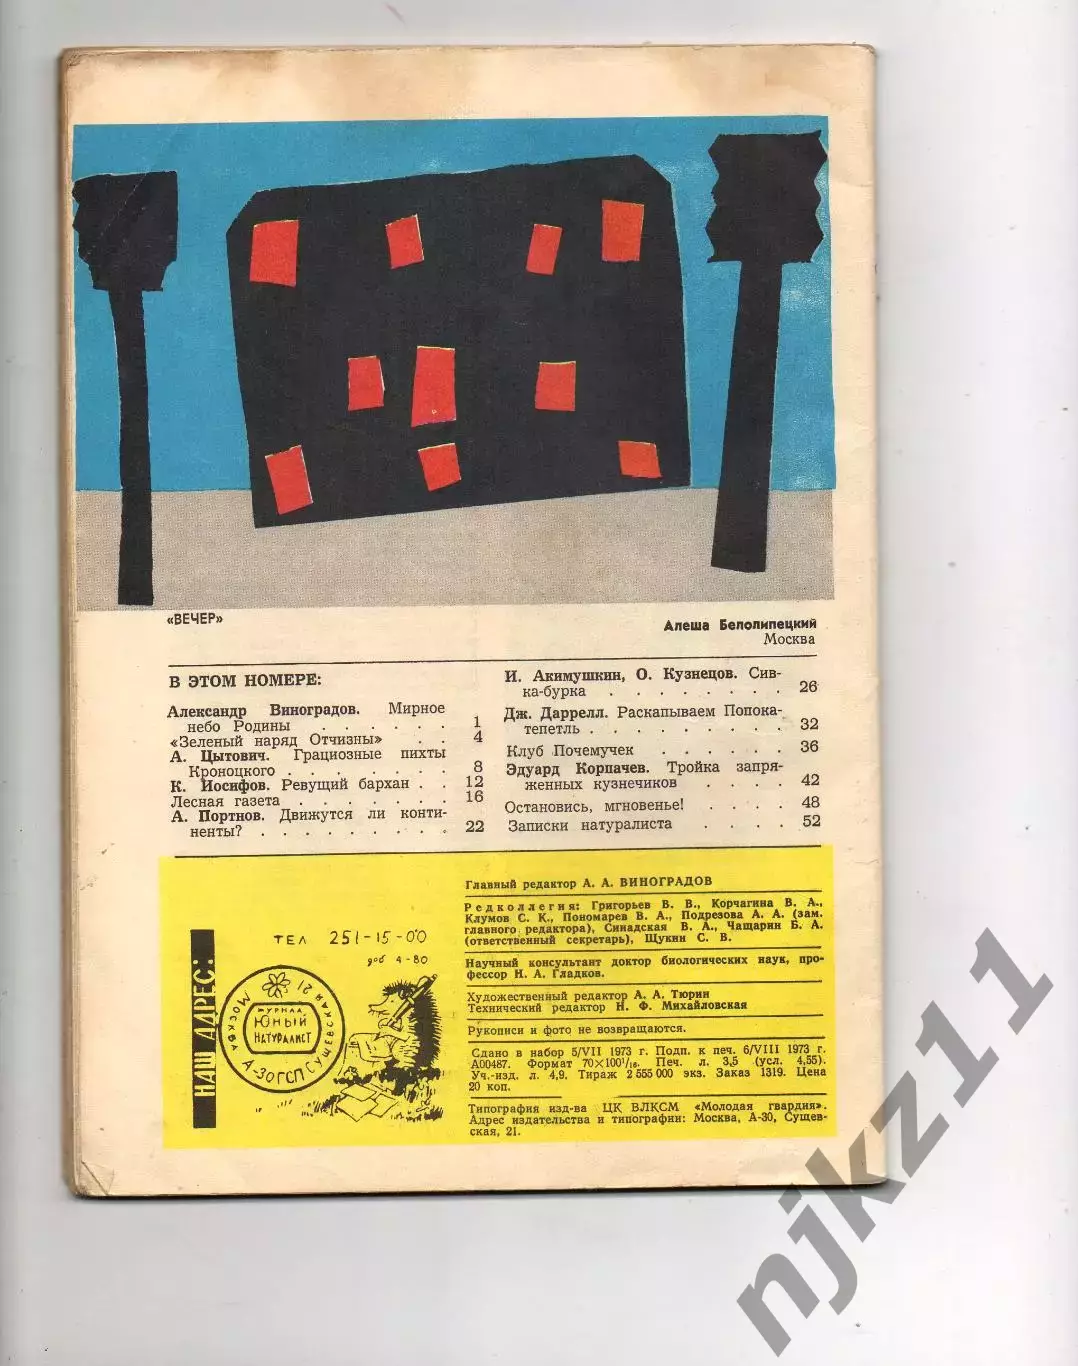 «ВЕЧЕР»
Алеша Белолипецкий
Москва
В ЭТОМ НОМЕРЕ:
Александр Виноградов. Мирное
небо Родины . . . . . 1
«Зеленый наряд Отчизны» . . 4
А. Цытович. Грациозные пихты
Кроноцкого . . . . . . . 8
К. Иосифов. Ревущий бархан . . 12
Лесная газета . . . . . . . 16
А. Портнов. Движутся ли конти-
ненты? . . . . . . . . . 22
И. Акимушкин, О. Кузнецов. Сив-
ка-бурка . . . . . . . . 26
Дж. Даррелл. Раскапываем Попока-
тепетль . . . . . . . . . 32
Клуб Почемучек . . . . . . 36
Эдуард Корпачев. Тройка запря-
женных кузнечиков . . . . 42
Остановись, мгновенье! . . . . 48
Записки натуралиста . . . . 52
НАШ АДРЕС:
ТЕЛ 251-15-00
доб 4-80
МОСКВА А-30 ГСП СУЩЕВСКАЯ 21
ЖУРНАЛ
ЮНЫЙ
НАТУРАЛИСТ
Главный редактор А. А. ВИНОГРАДОВ
Редколлегия: Григорьев В. В., Корчагина В. А.,
Клумов С. К., Пономарев В. А., Подрезова А. А. (зам.
главного редактора), Синадская В. А., Чащарин Б. А.
(ответственный секретарь), Щукин С. В.
Научный консультант доктор биологических наук, про-
фессор Н. А. Гладков.
Художественный редактор А. А. Тюрин
Технический редактор Н. Ф. Михайловская
Рукописи и фото не возвращаются.
Сдано в набор 5/VII 1973 г. Подп. к печ. 6/VIII 1973 г.
А00487. Формат 70×100¹/₁₆. Печ. л. 3,5 (усл. 4,55).
Уч.-изд. л. 4,9. Тираж 2 555 000 экз. Заказ 1319. Цена
20 коп.
Типография изд-ва ЦК ВЛКСМ «Молодая гвардия».
Адрес издательства и типографии: Москва, А-30, Сущев-
ская, 21.
njkz11